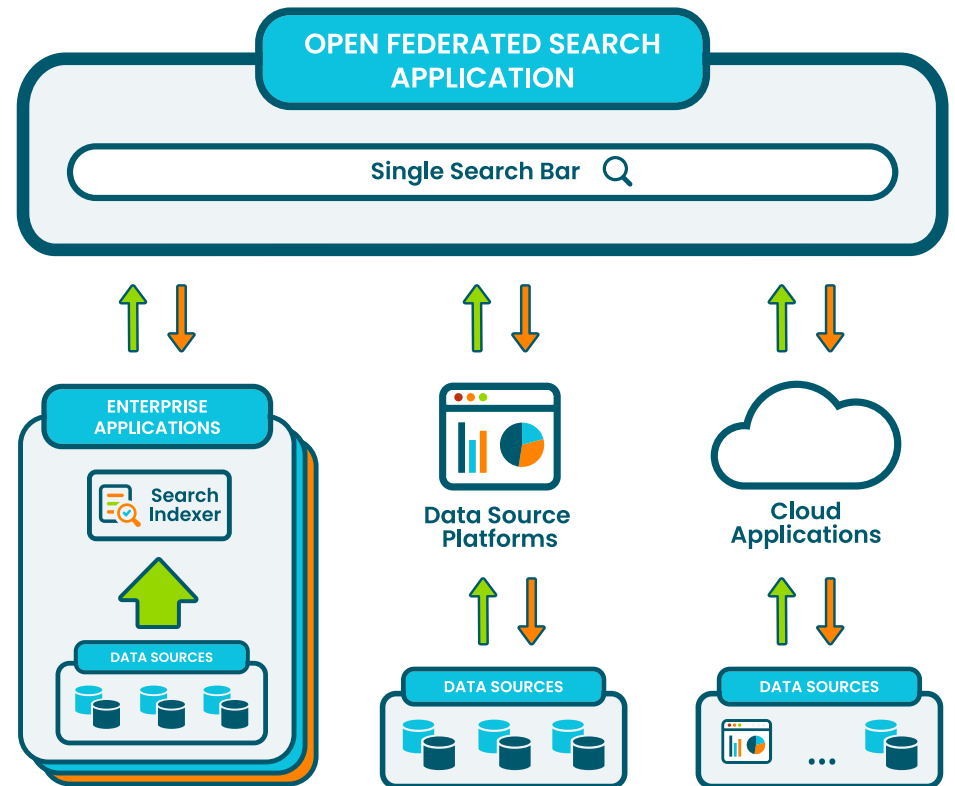 OPEN FEDERATED SEARCH
APPLICATION
Single Search Bar
ENTERPRISE
APPLICATIONS
Search
Indexer
DATA SOURCES
Data Source
Platforms
DATA SOURCES
Cloud
Applications
DATA SOURCES
...